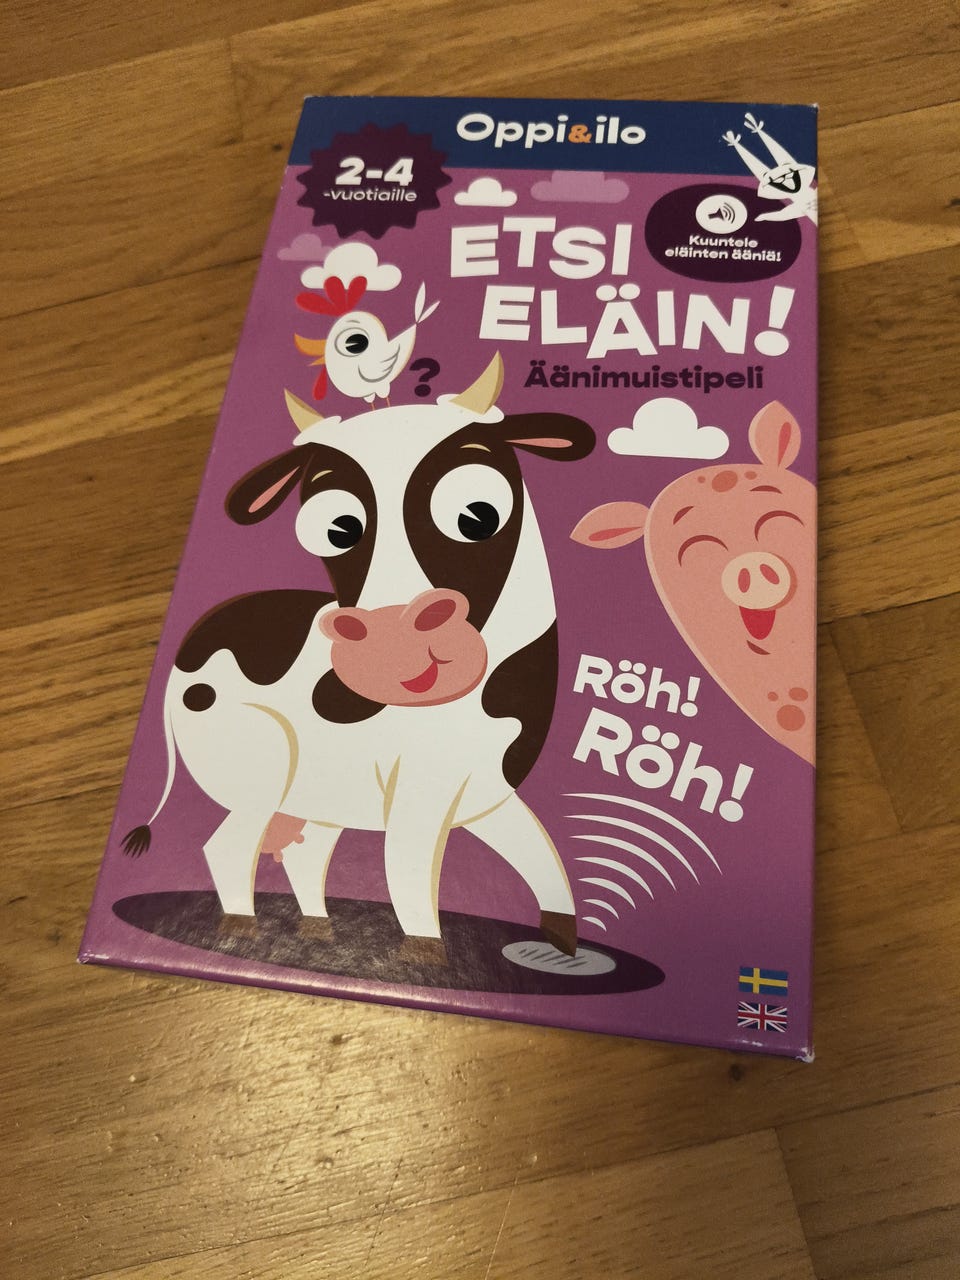 Oppi&ilo
2-4
-vuotiaille
Kuuntele
eläinten ääniä!
ETSI
ELÄIN!
Äänimuistipeli
?
Röh!
Röh!